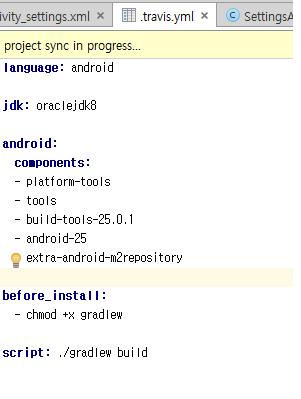 ivity_settings.xml × .travis.yml × SettingsA
project sync in progress...
language: android
jdk: oraclejdk8
android:
components:
- platform-tools
- tools
- build-tools-25.0.1
- android-25
extra-android-m2repository
before_install:
- chmod +x gradlew
script: ./gradlew build